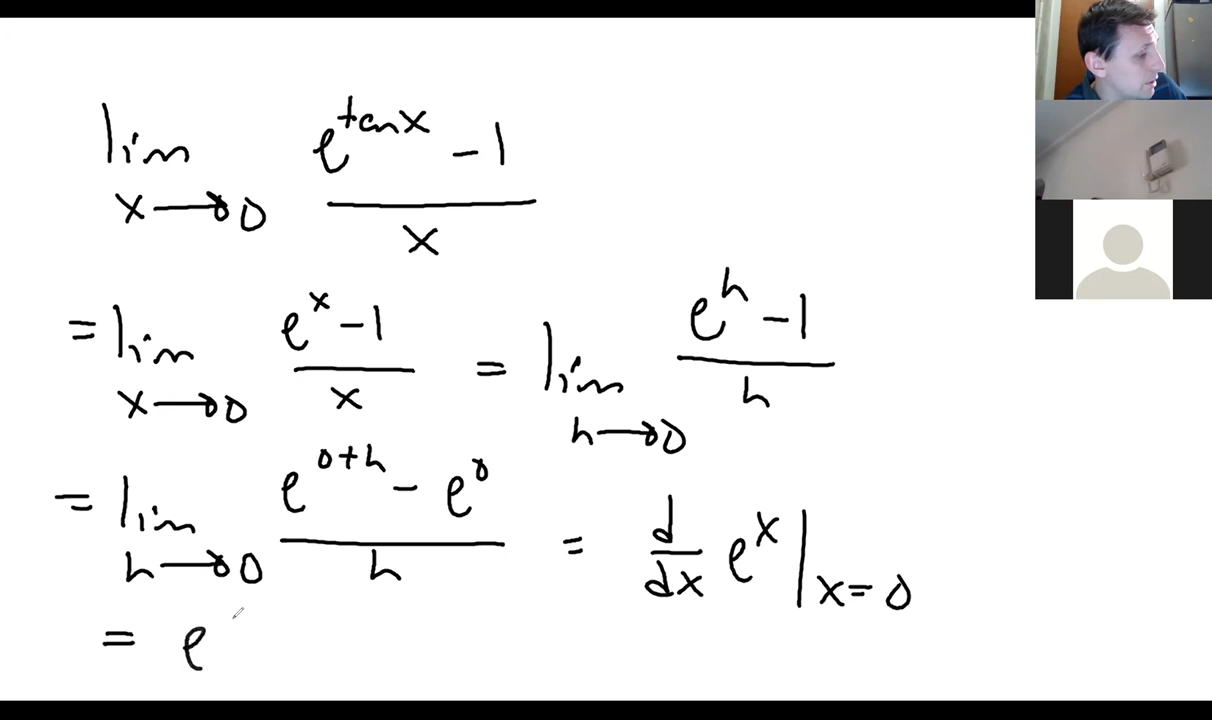 lim x→0 (e^tanx - 1)/x
= lim x→0 (e^x - 1)/x = lim h→0 (e^h - 1)/h
= lim h→0 (e^0+h - e^0)/h = d/dx e^x | x=0
= e